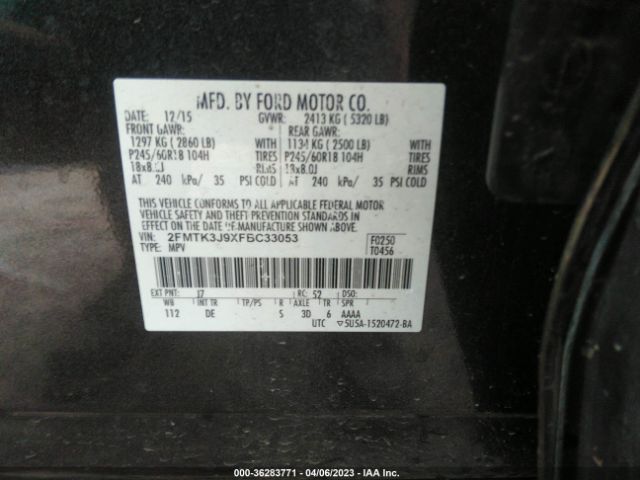 MFD. BY FORD MOTOR CO.
DATE: 12/15 GVWR: 2413 KG ( 5320 LB)
FRONT GAWR: REAR GAWR:
1297 KG ( 2860 LB) WITH 1134 KG ( 2500 LB) WITH
P245/60R18 104H TIRES P245/60R18 104H TIRES
18x8.0J RIMS 18x8.0J RIMS
AT 240 kPa/ 35 PSI COLD AT 240 kPa/ 35 PSI COLD
THIS VEHICLE CONFORMS TO ALL APPLICABLE FEDERAL MOTOR
VEHICLE SAFETY AND THEFT PREVENTION STANDARDS IN
EFFECT ON THE DATE OF MANUFACTURE SHOWN ABOVE.
VIN: 2FMTK3J9XFBC33053 F0250
TYPE: MPV T0456
EXT PNT: J7 RC: 52 DSO:
WB INT TR TP/PS R AXLE TR SPR
112 DE S 3D 6 AAAA
UTC ▽5USA-1520472-BA
000-36283771 - 04/06/2023 - IAA Inc.